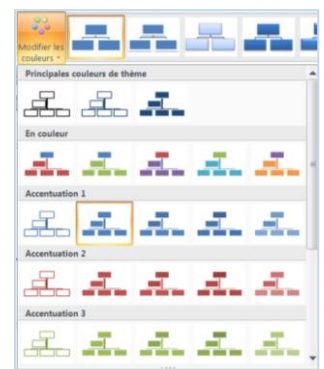 Modifier les
couleurs
Principales couleurs de thème
En couleur
Accentuation 1
Accentuation 2
Accentuation 3